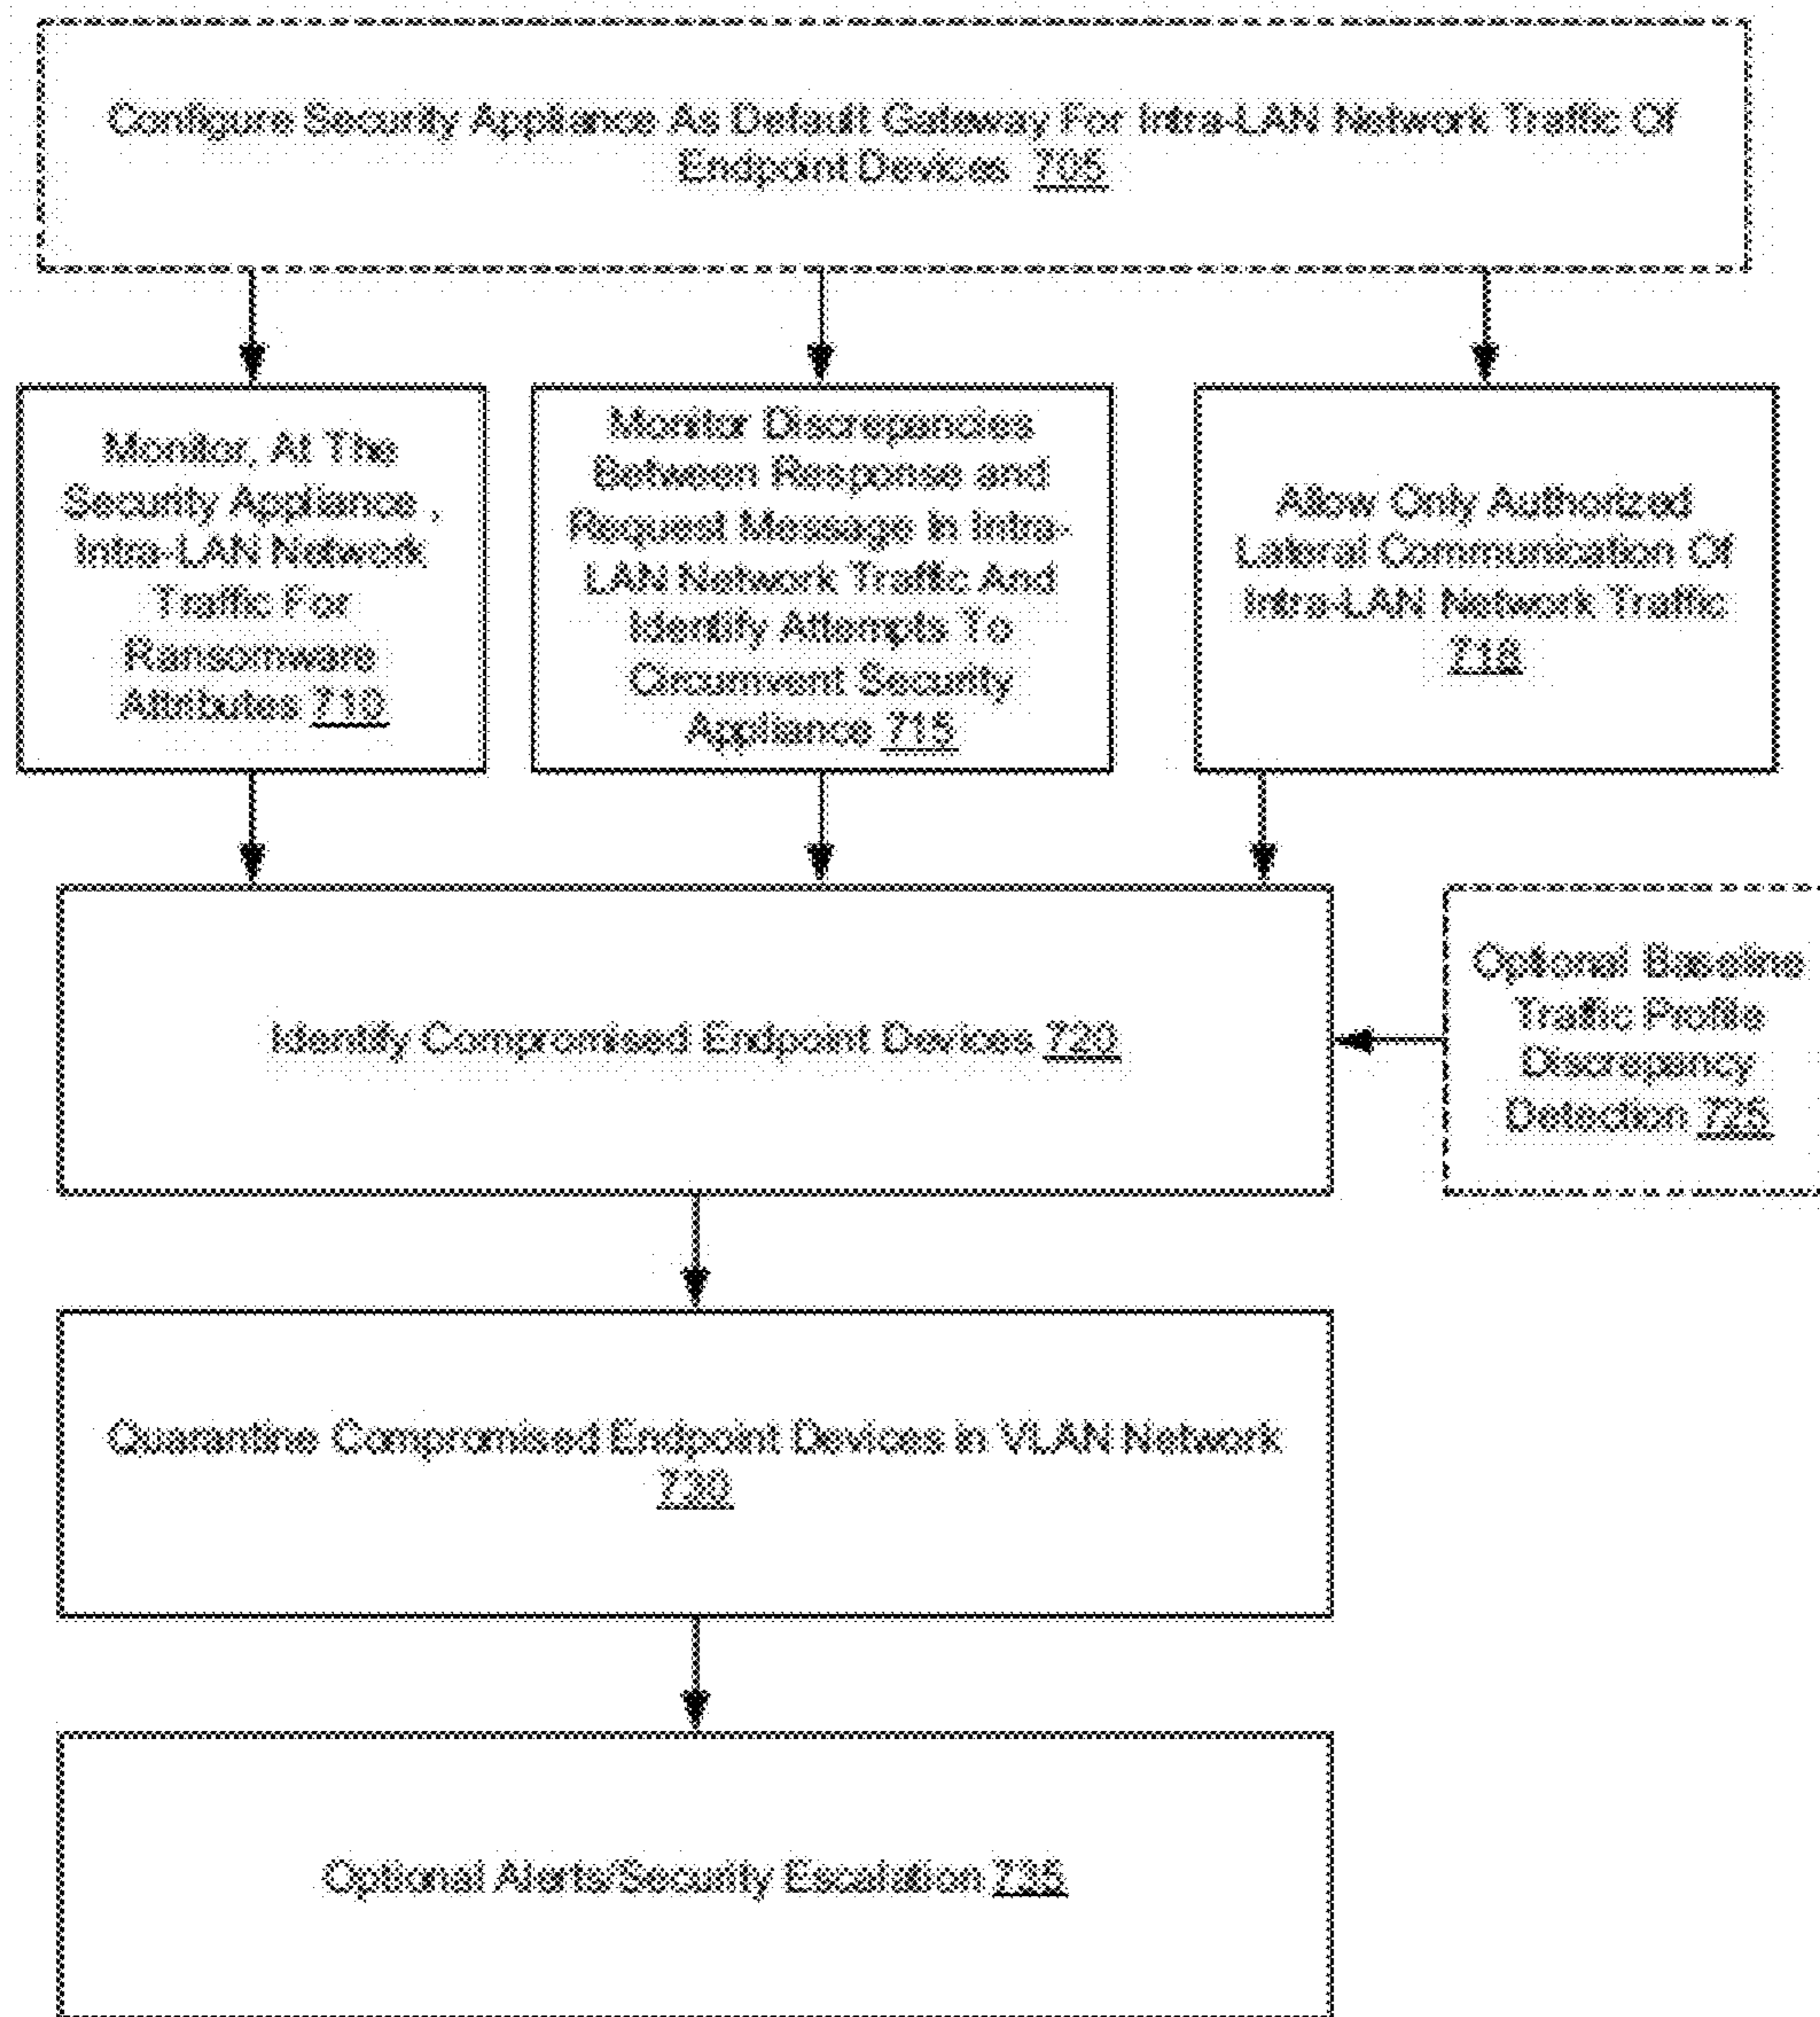 Configure Security Appliance As Default Gateway For Intra-LAN Network Traffic Of
Endpoint Devices 705
Monitor, At The
Security Appliance ,
Intra-LAN Network
Traffic For
Ransomware
Attributes 710
Monitor Discrepancies
Between Response and
Request Message in Intra-
LAN Network Traffic And
Identify Attempts To
Circumvent Security
Appliance 715
Allow Only Authorized
Lateral Communication Of
Intra-LAN Network Traffic
718
Identify Compromised Endpoint Devices 720
Optional Baseline
Traffic Profile
Discrepancy
Detection 725
Quarantine Compromised Endpoint Devices in VLAN Network
730
Optional Alerts/Security Escalation 735